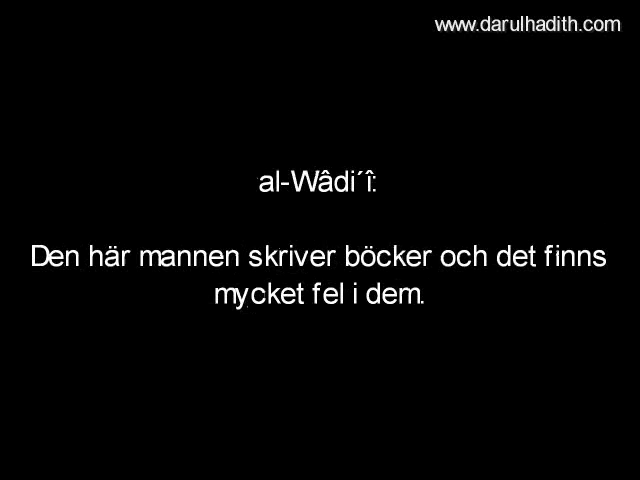 www.darulhadith.com
al-Wâdi´î:
Den här mannen skriver böcker och det finns
mycket fel i dem.